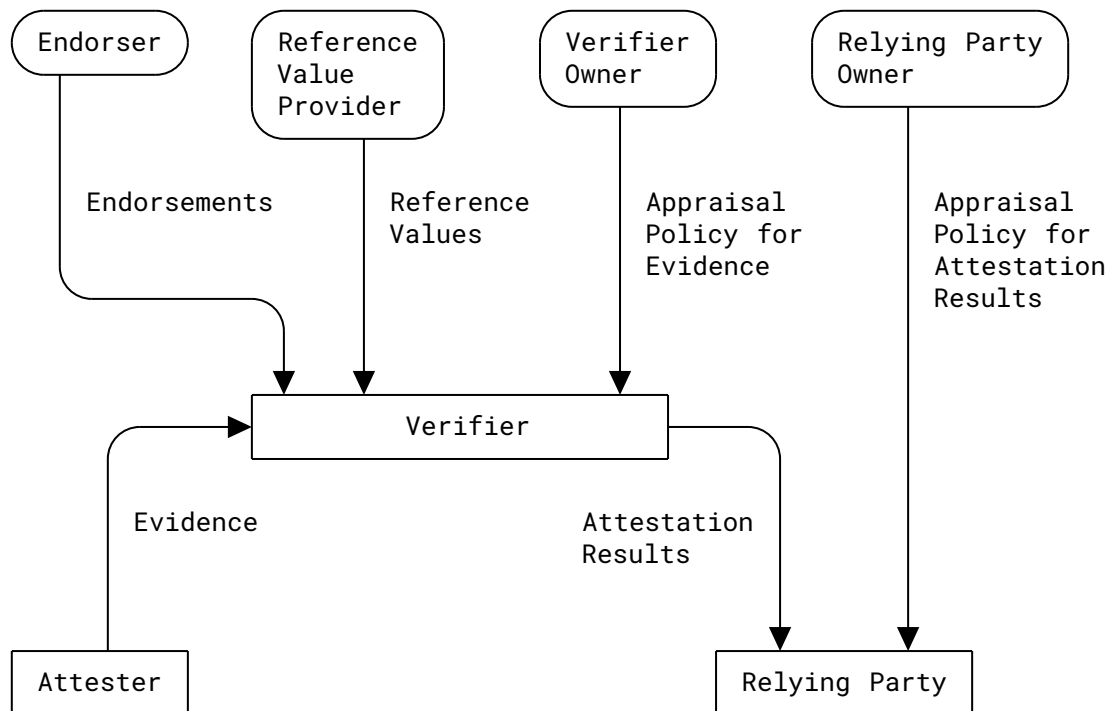 Endorser
Reference
Value
Provider
Verifier
Owner
Relying Party
Owner
Endorsements
Reference
Values
Appraisal
Policy for
Evidence
Appraisal
Policy for
Attestation
Results
Verifier
Evidence
Attestation
Results
Attester
Relying Party